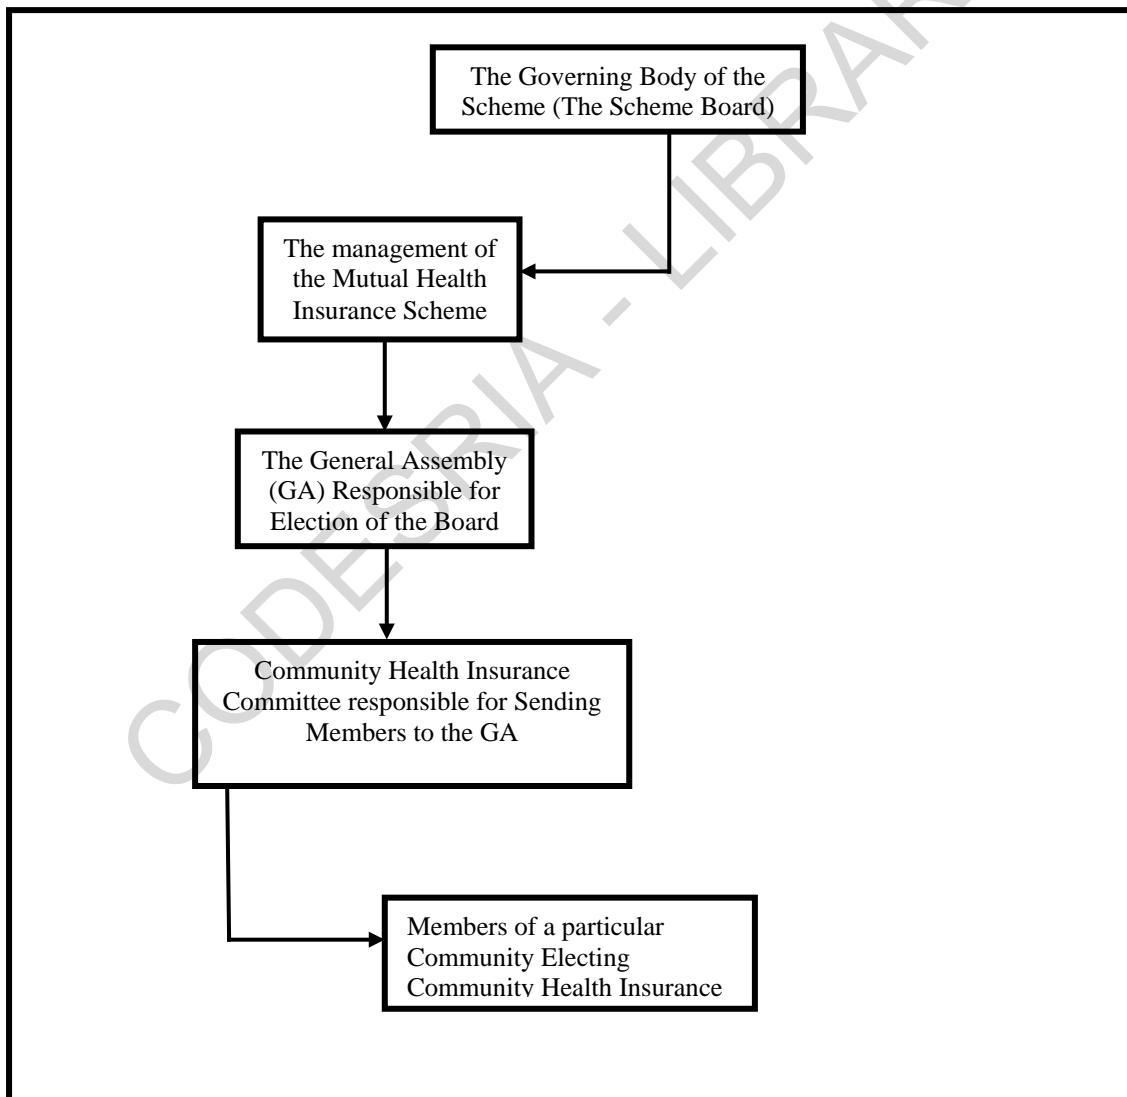 The Governing Body of the
Scheme (The Scheme Board)
The management of
the Mutual Health
Insurance Scheme
The General Assembly
(GA) Responsible for
Election of the Board
Community Health Insurance
Committee responsible for Sending
Members to the GA
Members of a particular
Community Electing
Community Health Insurance
CODESRIA - LIBRAR